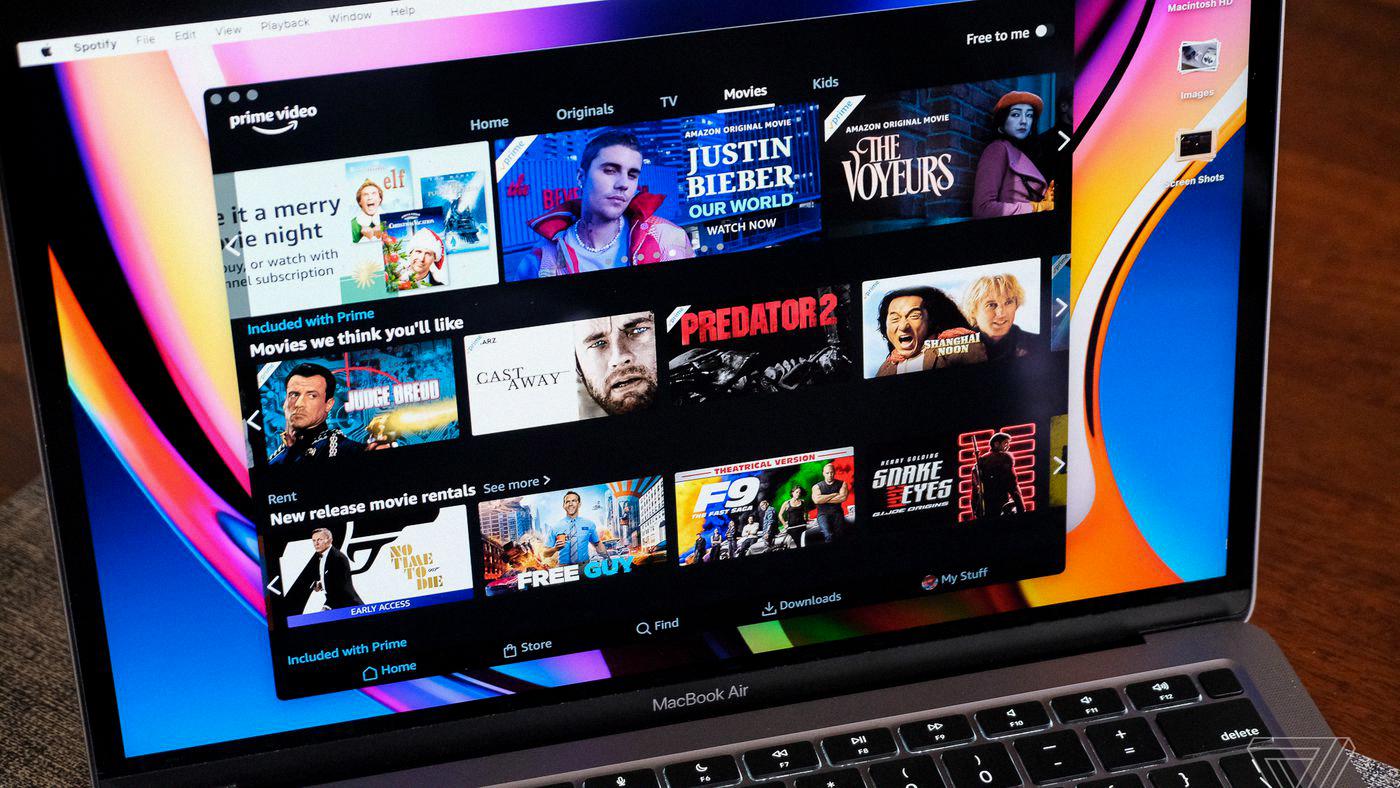 Spotify File Edit View Playback Window Help
Macintosh HD
Images
Screen Shots
Free to me
prime video
Home Originals TV Movies Kids
e it a merry
vie night
buy, or watch with
nnel subscription
elf
prime
the
AMAZON ORIGINAL MOVIE
JUSTIN
BIEBER
OUR WORLD
WATCH NOW
prime
AMAZON ORIGINAL MOVIE
THE
VOYEURS
Included with Prime
Movies we think you'll like
JUDGE DREDD
ARZ
CAST
AWAY
PREDATOR 2
SHANGHAI
NOON
Rent
New release movie rentals See more
NO
TIME
TO
DIE
EARLY ACCESS
FREE GUY
THEATRICAL VERSION
F9
THE FAST SAGA
HENRY GOLDING
SNAKE
EYES
G.I. JOE ORIGINS
Included with Prime
Home Store Find Downloads My Stuff
MacBook Air
F6 F7 F8 F9 F10 F11 F12
* ( ) 0 - + = delete
}